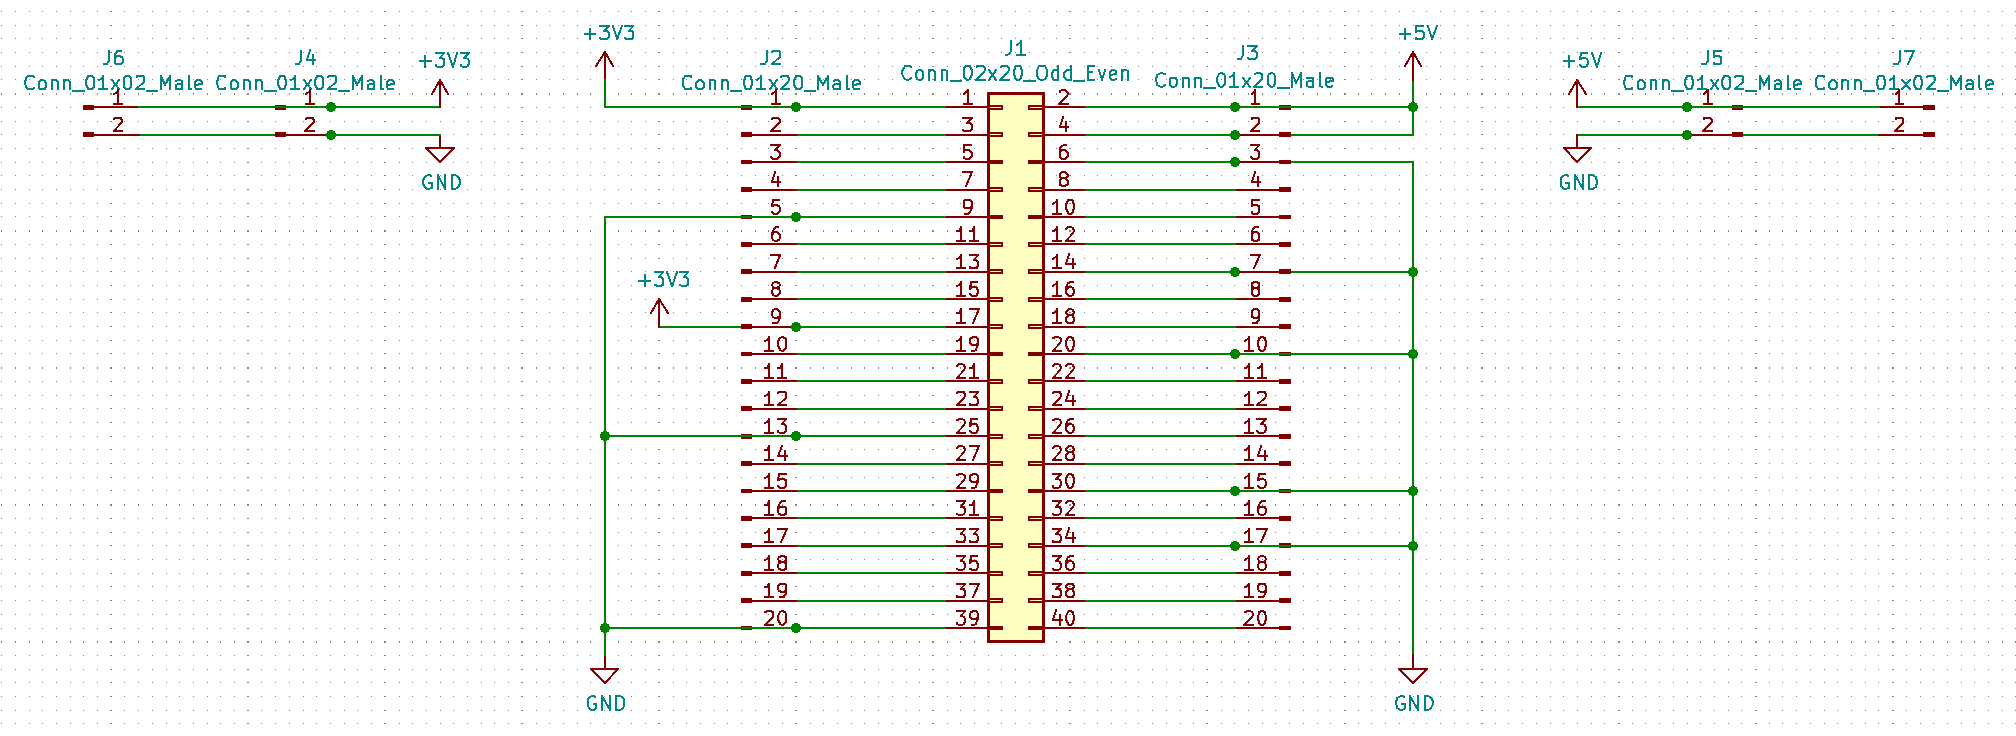 J6
Conn_01x02_Male
1
2
J4
Conn_01x02_Male
1
2
+3V3
GND
+3V3
J2
Conn_01x20_Male
1
2
3
4
5
6
7
8
9
10
11
12
13
14
15
16
17
18
19
20
+3V3
GND
J1
Conn_02x20_Odd_Even
1 2
3 4
5 6
7 8
9 10
11 12
13 14
15 16
17 18
19 20
21 22
23 24
25 26
27 28
29 30
31 32
33 34
35 36
37 38
39 40
J3
Conn_01x20_Male
1
2
3
4
5
6
7
8
9
10
11
12
13
14
15
16
17
18
19
20
+5V
GND
+5V
GND
J5
Conn_01x02_Male
1
2
J7
Conn_01x02_Male
1
2